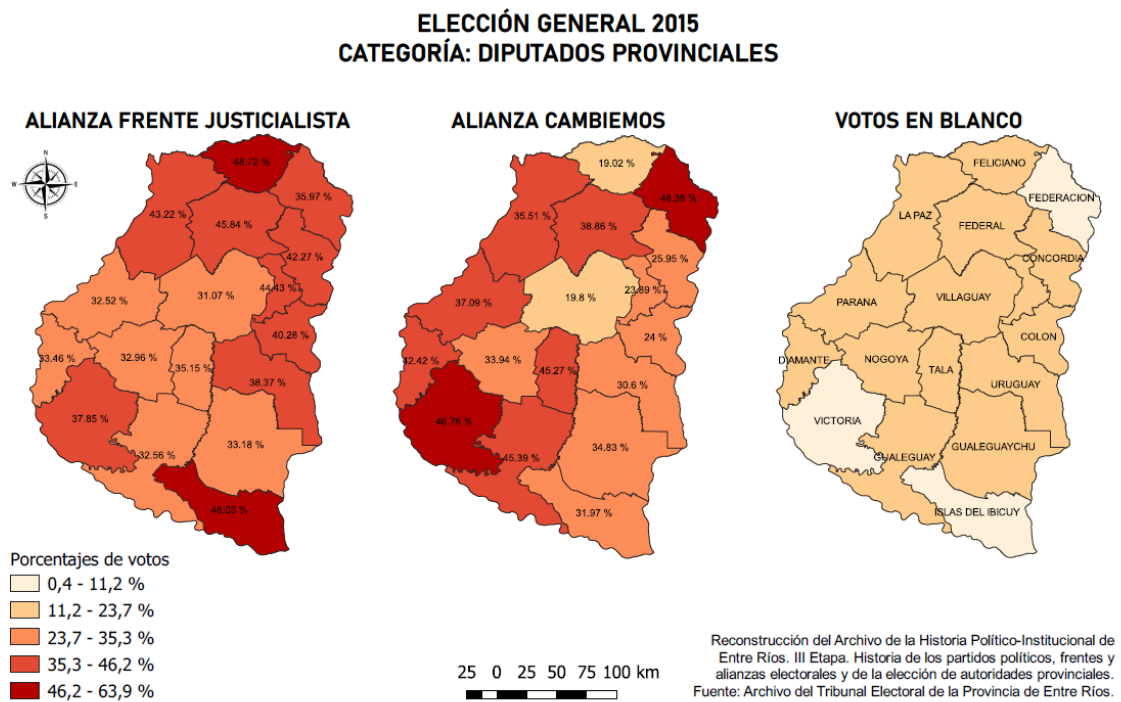 ELECCIÓN GENERAL 2015
CATEGORÍA: DIPUTADOS PROVINCIALES
ALIANZA FRENTE JUSTICIALISTA
N
W
E
S
48.72 %
35.97 %
43.22 %
45.84 %
42.27 %
44.43 %
32.52 %
31.07 %
40.28 %
33.46 %
32.96 %
35.15 %
38.37 %
37.85 %
33.18 %
32.56 %
48.03 %
ALIANZA CAMBIEMOS
19.02 %
48.38 %
35.51 %
38.86 %
25.95 %
23.89 %
37.09 %
19.8 %
24 %
42.42 %
33.94 %
45.27 %
30.6 %
46.76 %
34.83 %
45.39 %
31.97 %
VOTOS EN BLANCO
FELICIANO
FEDERACION
LA PAZ
FEDERAL
CONCORDIA
PARANA
VILLAGUAY
COLON
DIAMANTE
NOGOYA
TALA
URUGUAY
VICTORIA
GUALEGUAYCHU
GUALEGUAY
ISLAS DEL IBICUY
Porcentajes de votos
0,4 - 11,2 %
11,2 - 23,7 %
23,7 - 35,3 %
35,3 - 46,2 %
46,2 - 63,9 %
25 0 25 50 75 100 km
Reconstrucción del Archivo de la Historia Político-Institucional de
Entre Ríos. III Etapa. Historia de los partidos políticos, frentes y
alianzas electorales y de la elección de autoridades provinciales.
Fuente: Archivo del Tribunal Electoral de la Provincia de Entre Ríos.